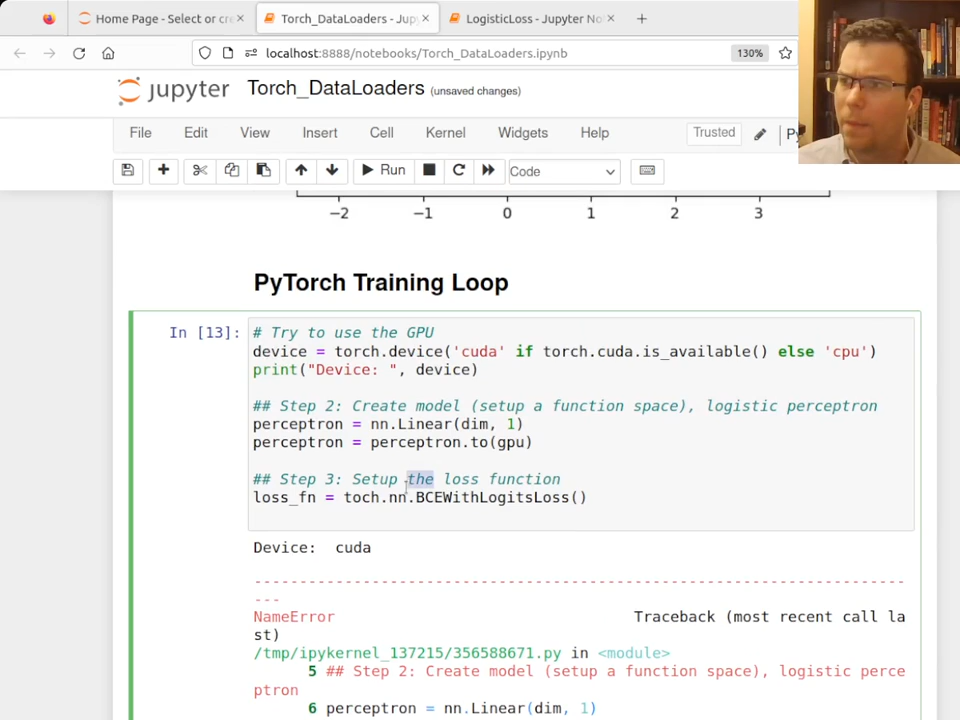 Home Page - Select or cre
Torch_DataLoaders - Jup
LogisticLoss - Jupyter No
localhost:8888/notebooks/Torch_DataLoaders.ipynb
130%
jupyter
Torch_DataLoaders (unsaved changes)
File Edit View Insert Cell Kernel Widgets Help
Trusted
Py
Run
Code
−2 −1 0 1 2 3
PyTorch Training Loop
In [13]:
# Try to use the GPU
device = torch.device('cuda' if torch.cuda.is_available() else 'cpu')
print("Device: ", device)
## Step 2: Create model (setup a function space), logistic perceptron
perceptron = nn.Linear(dim, 1)
perceptron = perceptron.to(gpu)
## Step 3: Setup the loss function
loss_fn = toch.nn.BCEWithLogitsLoss()
Device:  cuda
---------------------------------------------------------------------------
---
NameError Traceback (most recent call la
st)
/tmp/ipykernel_137215/356588671.py in <module>
5 ## Step 2: Create model (setup a function space), logistic perce
ptron
6 perceptron = nn.Linear(dim, 1)